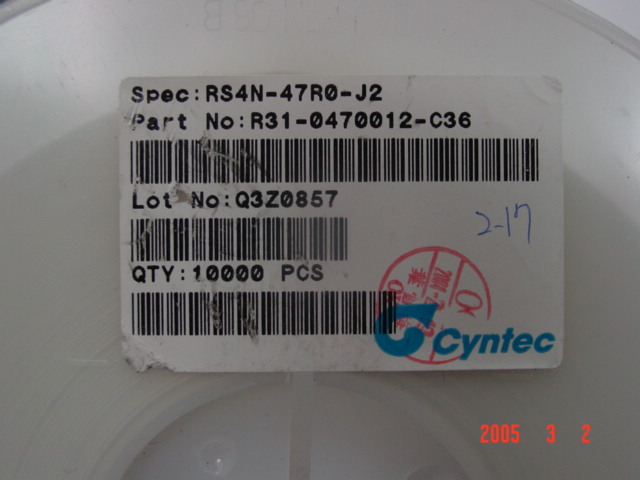 Spec:RS4N-47R0-J2
Part No:R31-0470012-C36
Lot No:Q3Z0857
2-17
QTY:10000 PCS
OK
Cyntec
2005 3 2